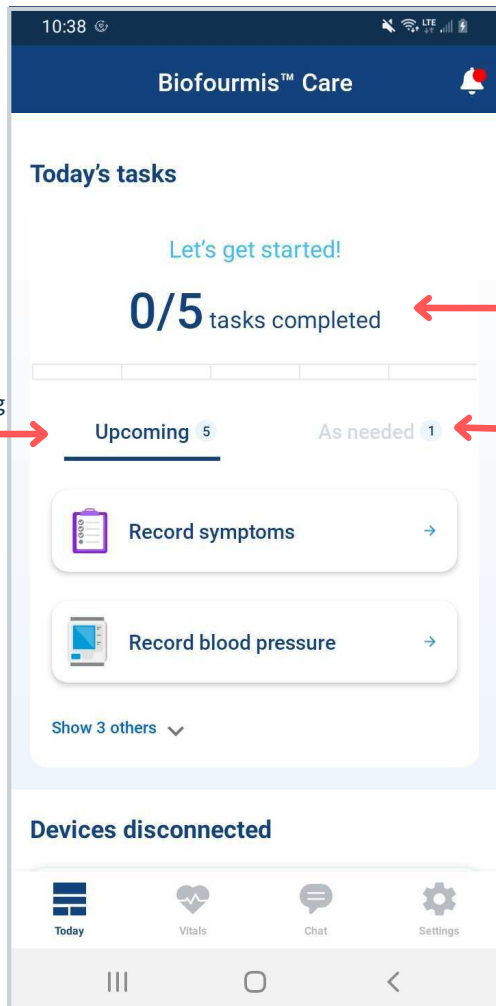 10:38
LTE
Biofourmis™ Care
Today's tasks
Let's get started!
0/5 tasks completed
g
Upcoming 5
As needed 1
Record symptoms
Record blood pressure
Show 3 others
Devices disconnected
Today
Vitals
Chat
Settings